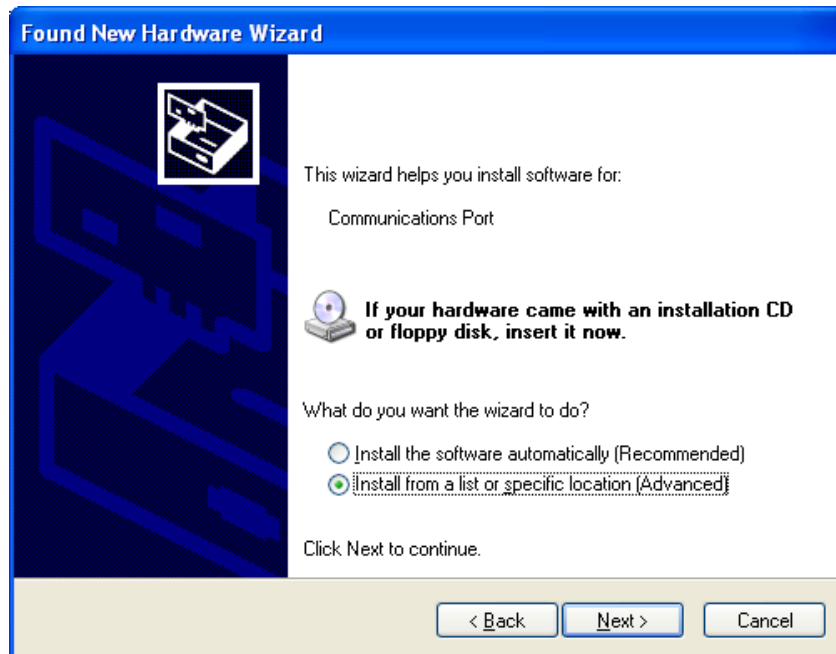 Found New Hardware Wizard
This wizard helps you install software for:
Communications Port
If your hardware came with an installation CD
or floppy disk, insert it now.
What do you want the wizard to do?
Install the software automatically (Recommended)
Install from a list or specific location (Advanced)
Click Next to continue.
< Back Next > Cancel